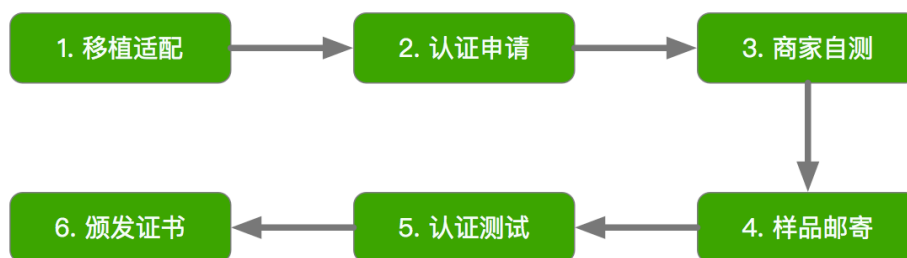 1. 移植适配
2. 认证申请
3. 商家自测
4. 样品邮寄
5. 认证测试
6. 颁发证书